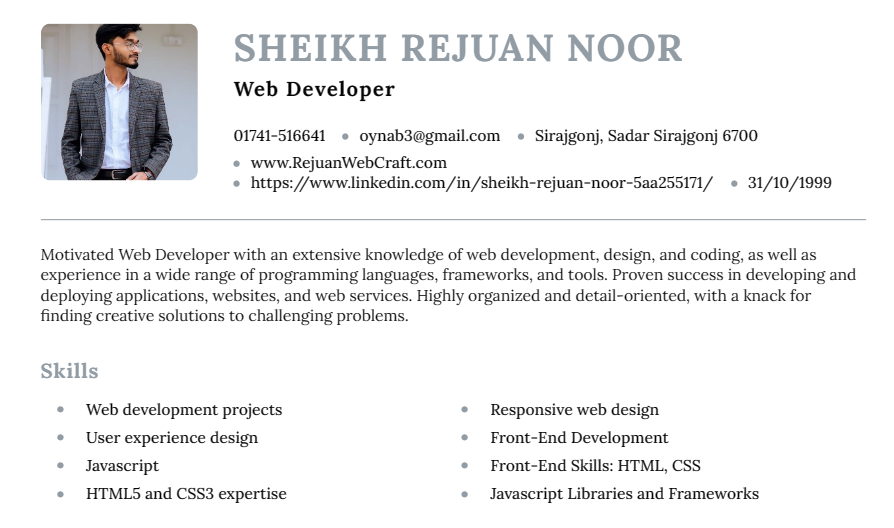 SHEIKH REJUAN NOOR
Web Developer
01741-516641 • oynab3@gmail.com • Sirajgonj, Sadar Sirajgonj 6700
• www.RejuanWebCraft.com
• https://www.linkedin.com/in/sheikh-rejuan-noor-5aa255171/ • 31/10/1999
Motivated Web Developer with an extensive knowledge of web development, design, and coding, as well as
experience in a wide range of programming languages, frameworks, and tools. Proven success in developing and
deploying applications, websites, and web services. Highly organized and detail-oriented, with a knack for
finding creative solutions to challenging problems.
Skills
• Web development projects
• User experience design
• Javascript
• HTML5 and CSS3 expertise
• Responsive web design
• Front-End Development
• Front-End Skills: HTML, CSS
• Javascript Libraries and Frameworks